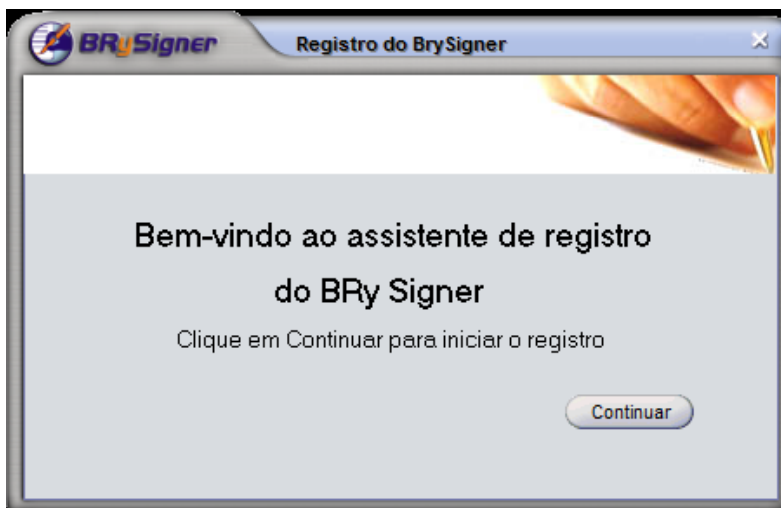 BRySigner
Registro do BrySigner
Bem-vindo ao assistente de registro
do BRy Signer
Clique em Continuar para iniciar o registro
Continuar